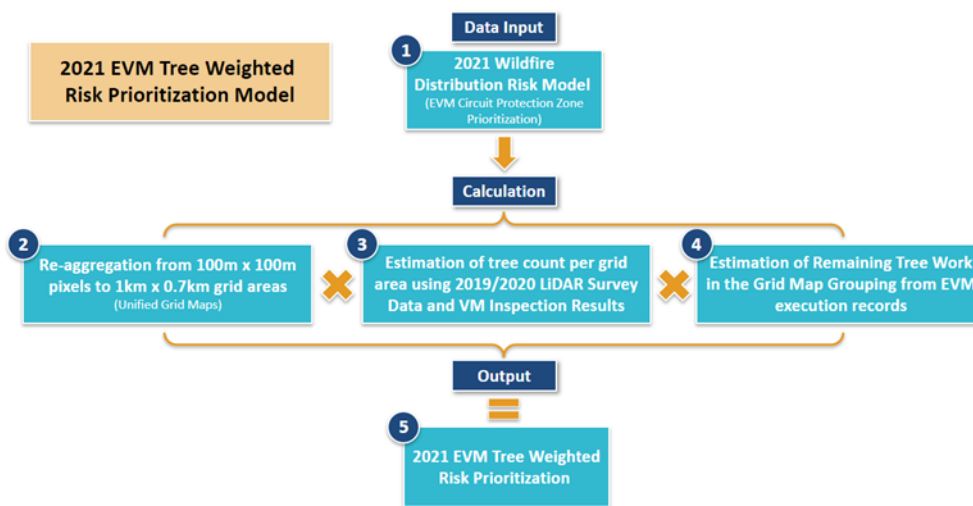 2021 EVM Tree Weighted
Risk Prioritization Model
Data Input
1
2021 Wildfire
Distribution Risk Model
(EVM Circuit Protection Zone
Prioritization)
Calculation
2
Re-aggregation from 100m x 100m
pixels to 1km x 0.7km grid areas
(Unified Grid Maps)
3
Estimation of tree count per grid
area using 2019/2020 LiDAR Survey
Data and VM Inspection Results
4
Estimation of Remaining Tree Work
in the Grid Map Grouping from EVM
execution records
Output
5
2021 EVM Tree Weighted
Risk Prioritization